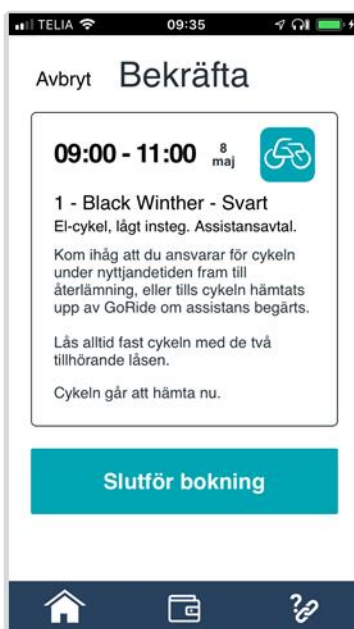 TELIA 09:35
Avbryt Bekräfta
09:00 - 11:00 8 maj
1 - Black Winther - Svart
El-cykel, lågt insteg. Assistansavtal.
Kom ihåg att du ansvarar för cykeln
under nyttjandetiden fram till
återlämning, eller tills cykeln hämtats
upp av GoRide om assistans begärts.
Lås alltid fast cykeln med de två
tillhörande låsen.
Cykeln går att hämta nu.
Slutför bokning